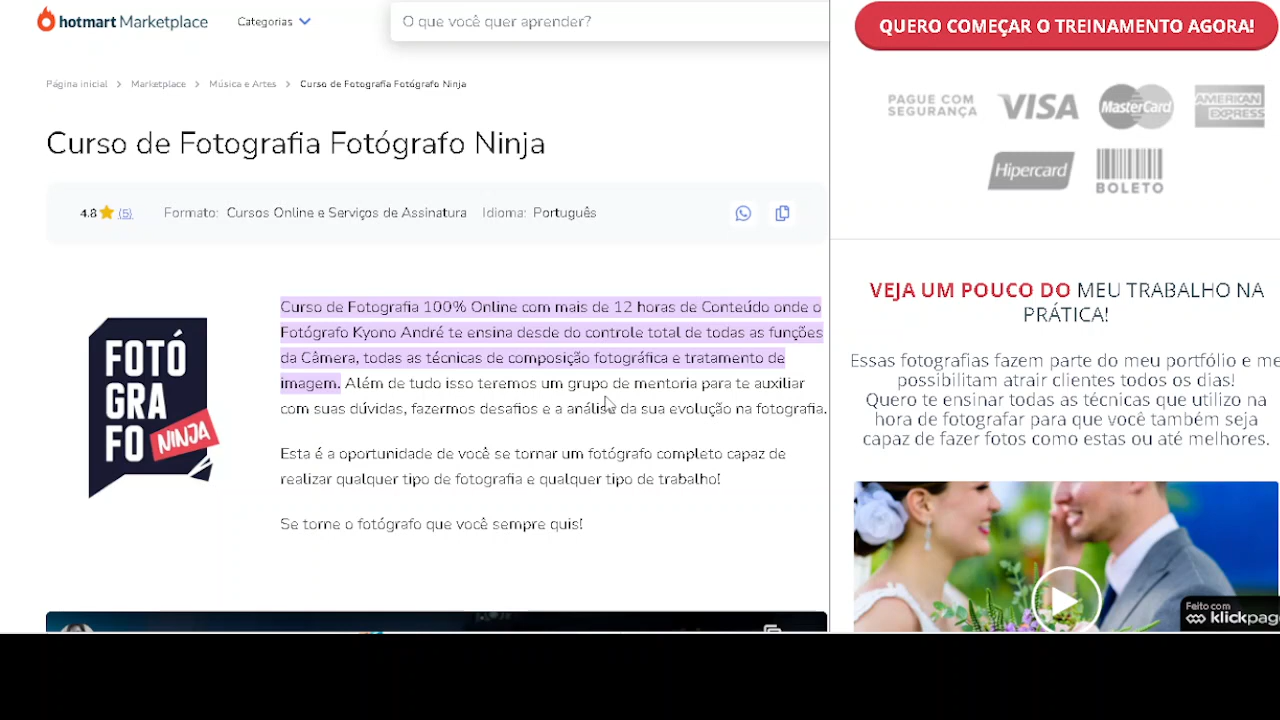 hotmart Marketplace
Categorias
O que você quer aprender?
Página inicial > Marketplace > Música e Artes > Curso de Fotografia Fotógrafo Ninja
Curso de Fotografia Fotógrafo Ninja
4.8 (5) Formato: Cursos Online e Serviços de Assinatura Idioma: Português
FOTÓ
GRA
FO NINJA
Curso de Fotografia 100% Online com mais de 12 horas de Conteúdo onde o
Fotógrafo Kyono André te ensina desde do controle total de todas as funções
da Câmera, todas as técnicas de composição fotográfica e tratamento de
imagem. Além de tudo isso teremos um grupo de mentoria para te auxiliar
com suas dúvidas, fazermos desafios e a análise da sua evolução na fotografia.
Esta é a oportunidade de você se tornar um fotógrafo completo capaz de
realizar qualquer tipo de fotografia e qualquer tipo de trabalho!
Se torne o fotógrafo que você sempre quis!
QUERO COMEÇAR O TREINAMENTO AGORA!
PAGUE COM
SEGURANÇA
VISA
MasterCard
AMERICAN
EXPRESS
Hipercard
BOLETO
VEJA UM POUCO DO MEU TRABALHO NA
PRÁTICA!
Essas fotografias fazem parte do meu portfólio e me
possibilitam atrair clientes todos os dias!
Quero te ensinar todas as técnicas que utilizo na
hora de fotografar para que você também seja
capaz de fazer fotos como estas ou até melhores.
Feito com
klickpag